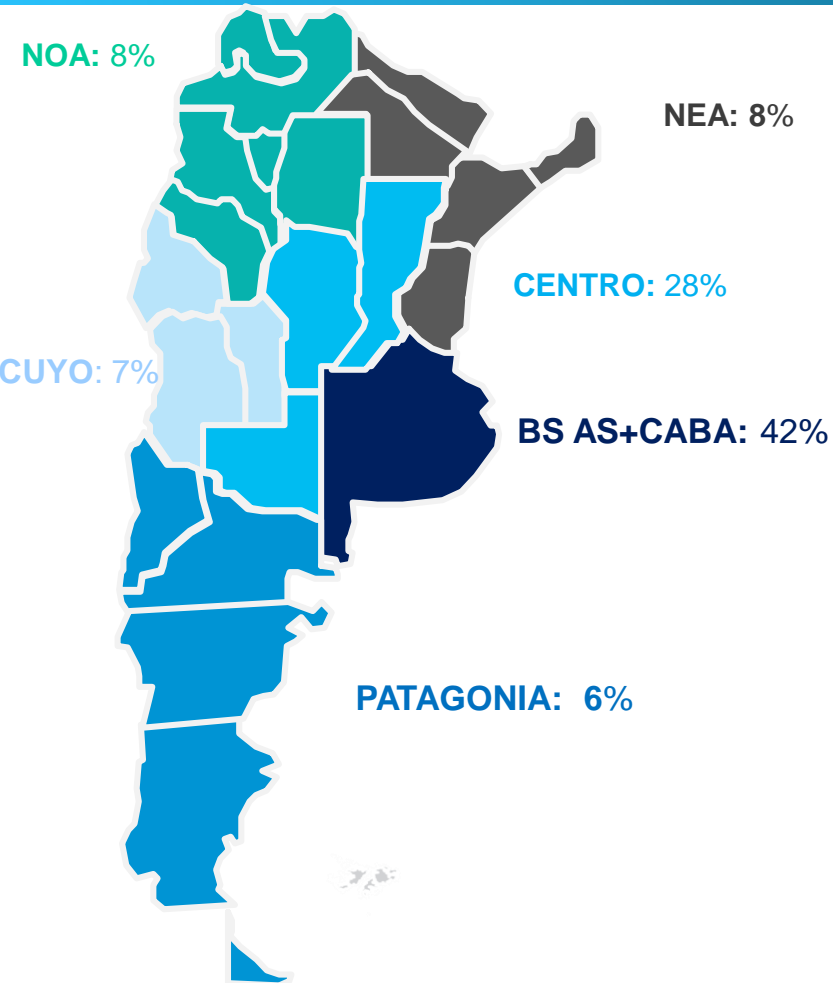 NOA: 8%
NEA: 8%
CENTRO: 28%
CUYO: 7%
BS AS+CABA: 42%
PATAGONIA: 6%